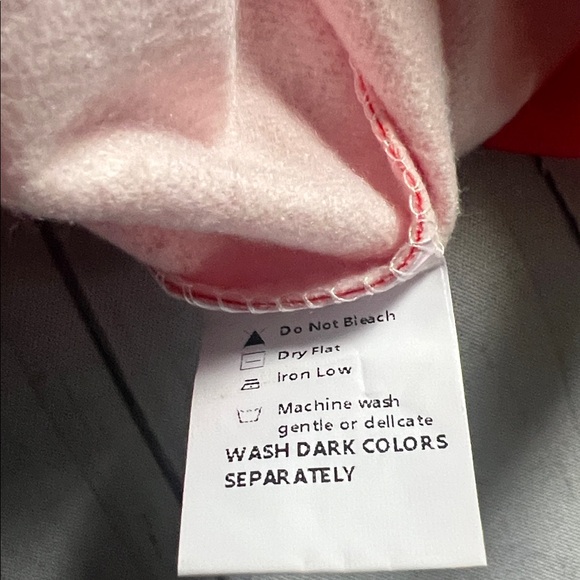 Do Not Bleach
Dry Flat
Iron Low
Machine wash
gentle or dellcate
WASH DARK COLORS
SEPARATELY